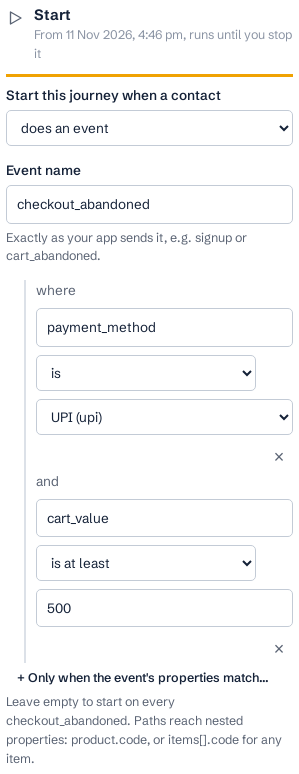 Start
From 11 Nov 2026, 4:46 pm, runs until you stop
it
Start this journey when a contact
does an event
Event name
checkout_abandoned
Exactly as your app sends it, e.g. signup or
cart_abandoned.
where
payment_method
is
UPI (upi)
×
and
cart_value
is at least
500
×
+ Only when the event's properties match...
Leave empty to start on every
checkout_abandoned. Paths reach nested
properties: product.code, or items[].code for any
item.